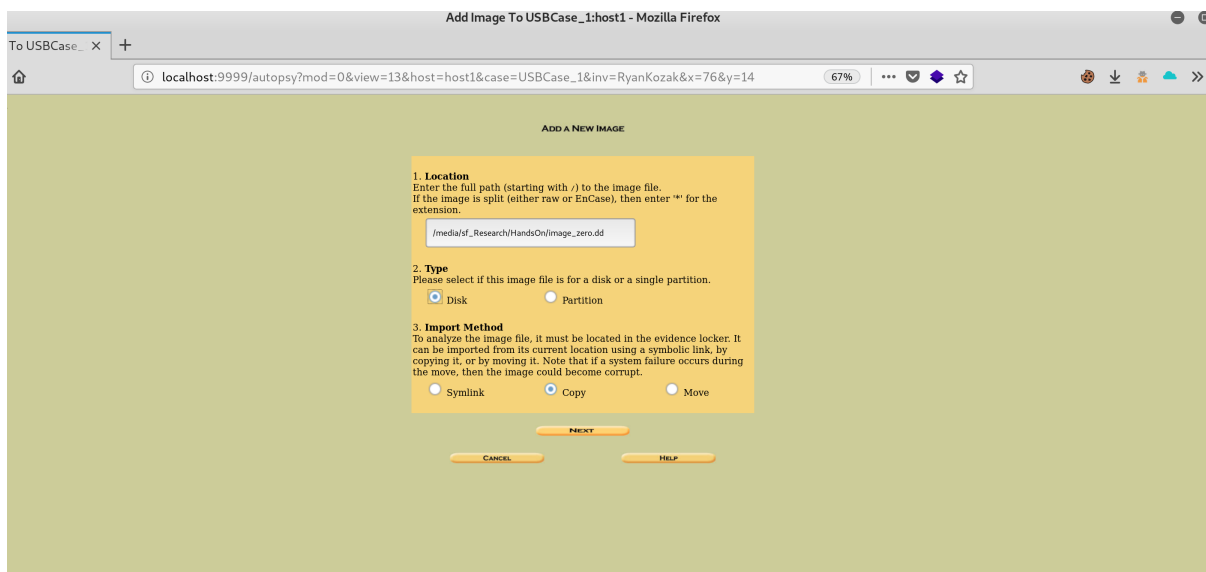 Add Image To USBCase_1:host1 - Mozilla Firefox
To USBCase_
localhost:9999/autopsy?mod=0&view=13&host=host1&case=USBCase_1&inv=RyanKozak&x=76&y=14
67%
ADD A NEW IMAGE
1. Location
Enter the full path (starting with /) to the image file.
If the image is split (either raw or EnCase), then enter '*' for the
extension.
/media/sf_Research/HandsOn/image_zero.dd
2. Type
Please select if this image file is for a disk or a single partition.
Disk Partition
3. Import Method
To analyze the image file, it must be located in the evidence locker. It
can be imported from its current location using a symbolic link, by
copying it, or by moving it. Note that if a system failure occurs during
the move, then the image could become corrupt.
Symlink Copy Move
NEXT
CANCEL HELP